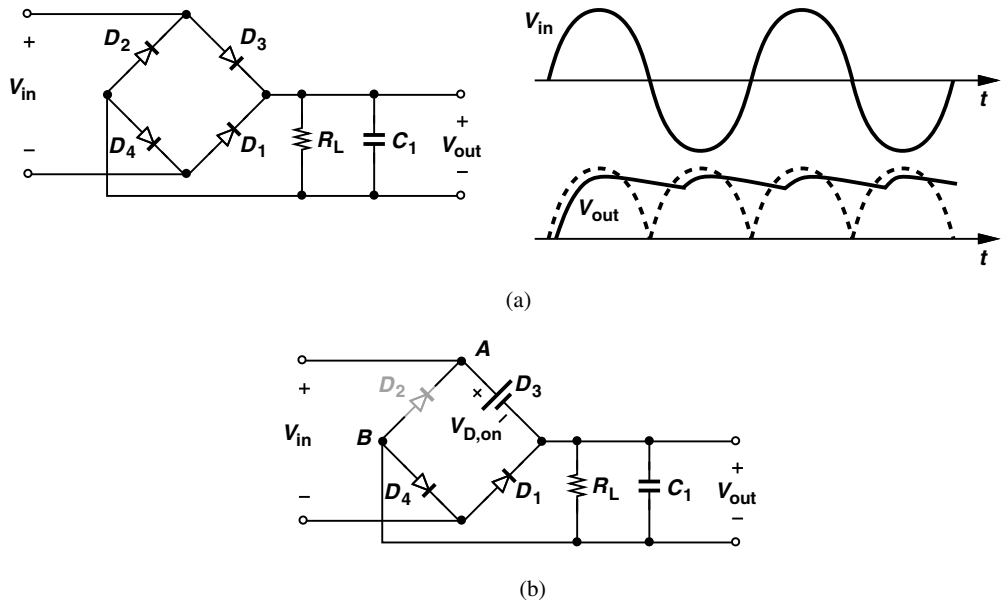 D2
D3
+
Vin
−
D4
D1
RL
C1
+
Vout
−
Vin
t
Vout
t
(a)
A
+
D2
D3
+
−
VD,on
Vin
B
−
D4
D1
RL
C1
+
Vout
−
(b)